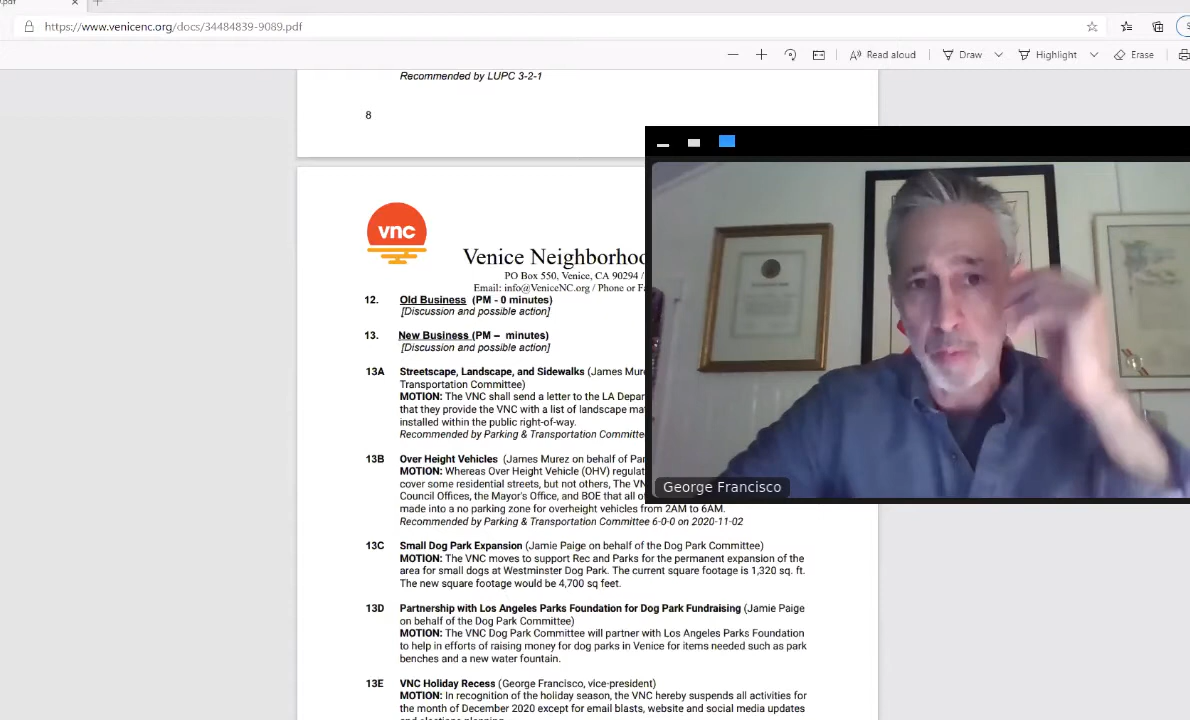 .pdf
https://www.venicenc.org/docs/34484839-9089.pdf
Read aloud
Draw
Highlight
Erase
Recommended by LUPC 3-2-1
8
vnc
Venice Neighborhoo
PO Box 550, Venice, CA 90294 /
Email: info@VeniceNC.org / Phone or Fa
12. Old Business (PM - 0 minutes)
[Discussion and possible action]
13. New Business (PM – minutes)
[Discussion and possible action]
13A Streetscape, Landscape, and Sidewalks (James Mure
Transportation Committee)
MOTION: The VNC shall send a letter to the LA Depar
that they provide the VNC with a list of landscape ma
installed within the public right-of-way.
Recommended by Parking & Transportation Committe
13B Over Height Vehicles (James Murez on behalf of Par
MOTION: Whereas Over Height Vehicle (OHV) regulat
cover some residential streets, but not others, The VN
Council Offices, the Mayor's Office, and BOE that all o
made into a no parking zone for overheight vehicles from 2AM to 6AM.
Recommended by Parking & Transportation Committee 6-0-0 on 2020-11-02
13C Small Dog Park Expansion (Jamie Paige on behalf of the Dog Park Committee)
MOTION: The VNC moves to support Rec and Parks for the permanent expansion of the
area for small dogs at Westminster Dog Park. The current square footage is 1,320 sq. ft.
The new square footage would be 4,700 sq feet.
13D Partnership with Los Angeles Parks Foundation for Dog Park Fundraising (Jamie Paige
on behalf of the Dog Park Committee)
MOTION: The VNC Dog Park Committee will partner with Los Angeles Parks Foundation
to help in efforts of raising money for dog parks in Venice for items needed such as park
benches and a new water fountain.
13E VNC Holiday Recess (George Francisco, vice-president)
MOTION: In recognition of the holiday season, the VNC hereby suspends all activities for
the month of December 2020 except for email blasts, website and social media updates
George Francisco